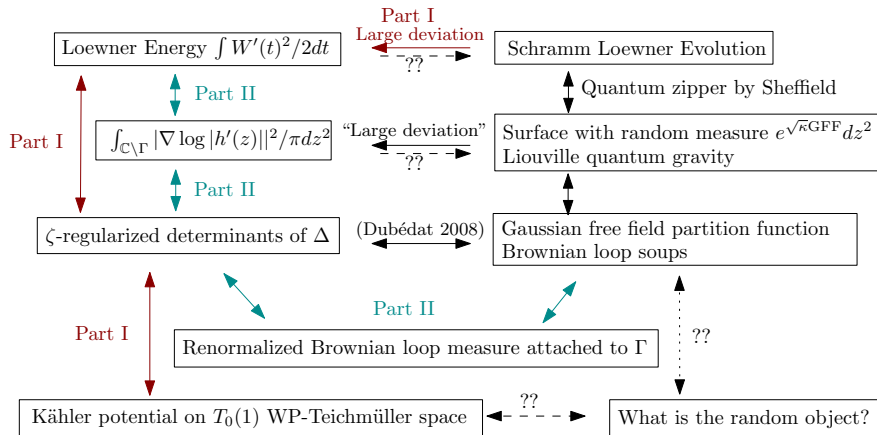 Part I
Loewner Energy ∫ W′(t)²/2dt
Large deviation
??
Schramm Loewner Evolution
Part II
Quantum zipper by Sheffield
Part I
∫_{ℂ\Γ} |∇ log |h′(z)||²/πdz²
“Large deviation”
??
Surface with random measure e^{√κGFF}dz²
Liouville quantum gravity
Part II
ζ-regularized determinants of Δ
(Dubédat 2008)
Gaussian free field partition function
Brownian loop soups
Part I
Part II
??
Renormalized Brownian loop measure attached to Γ
Kähler potential on T₀(1) WP-Teichmüller space
??
What is the random object?